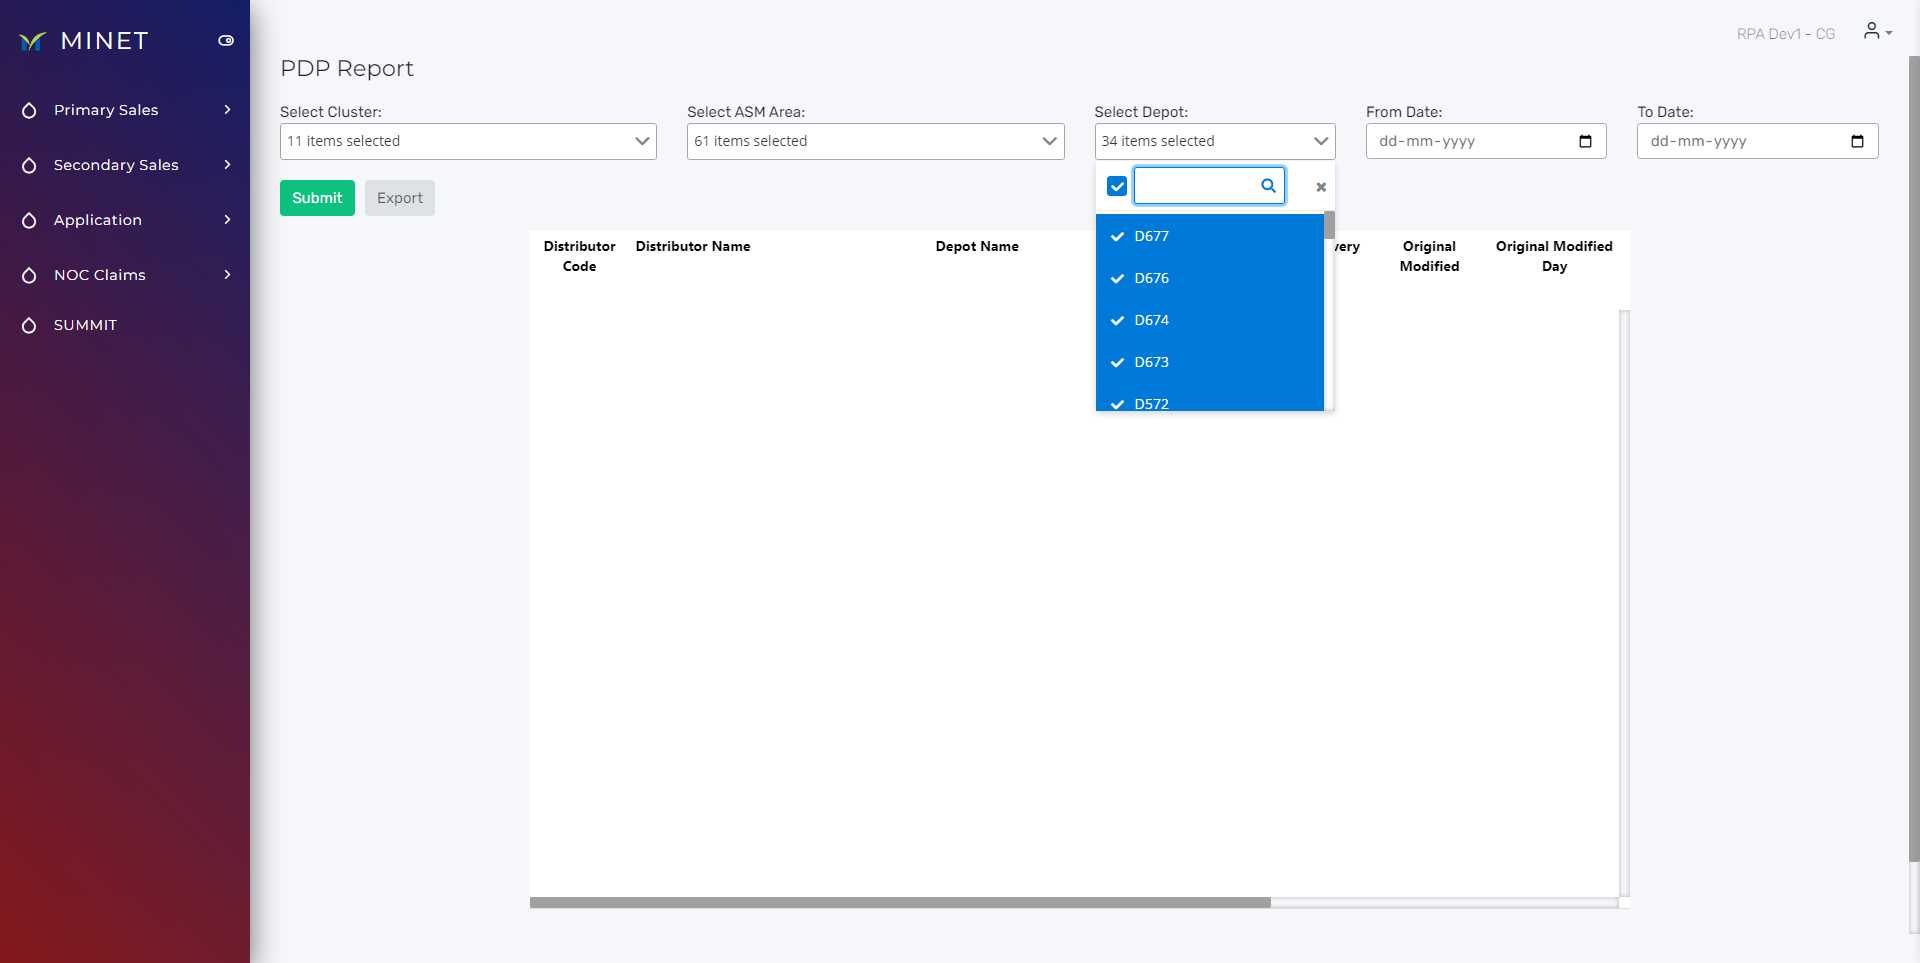 MINET
Primary Sales
Secondary Sales
Application
NOC Claims
SUMMIT
RPA Dev1 - CG
PDP Report
Select Cluster:
11 items selected
Select ASM Area:
61 items selected
Select Depot:
34 items selected
From Date:
dd-mm-yyyy
To Date:
dd-mm-yyyy
Submit
Export
D677
D676
D674
D673
D572
Distributor
Code
Distributor Name
Depot Name
Original
Modified
Original Modified
Day